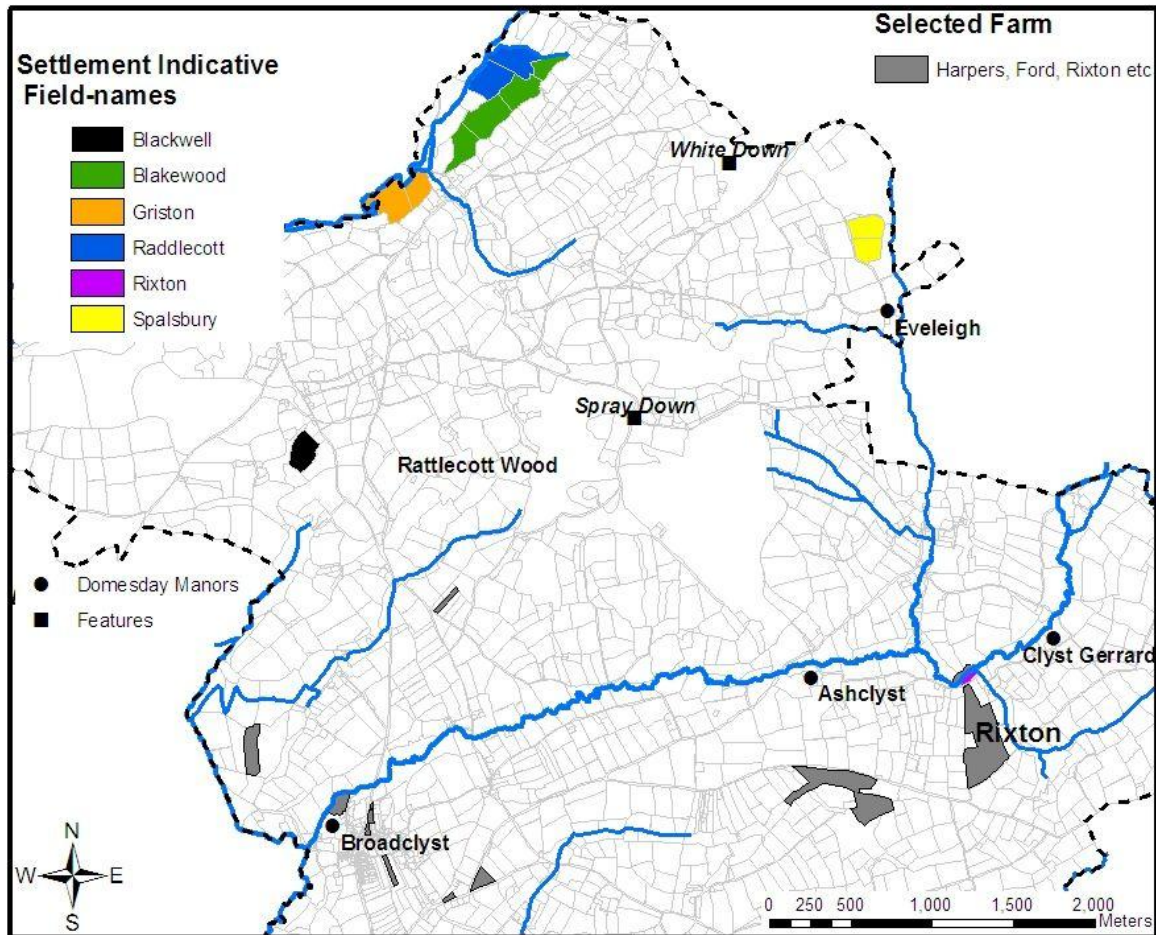 Settlement Indicative
Field-names
Blackwell
Blakewood
Griston
Raddlecott
Rixton
Spalsbury
Selected Farm
Harpers, Ford, Rixton etc
White Down
Eveleigh
Spray Down
Rattlecott Wood
Domesday Manors
Features
Clyst Gerrard
Ashclyst
Rixton
Broadclyst
N
W E
S
0 250 500 1,000 1,500 2,000
Meters